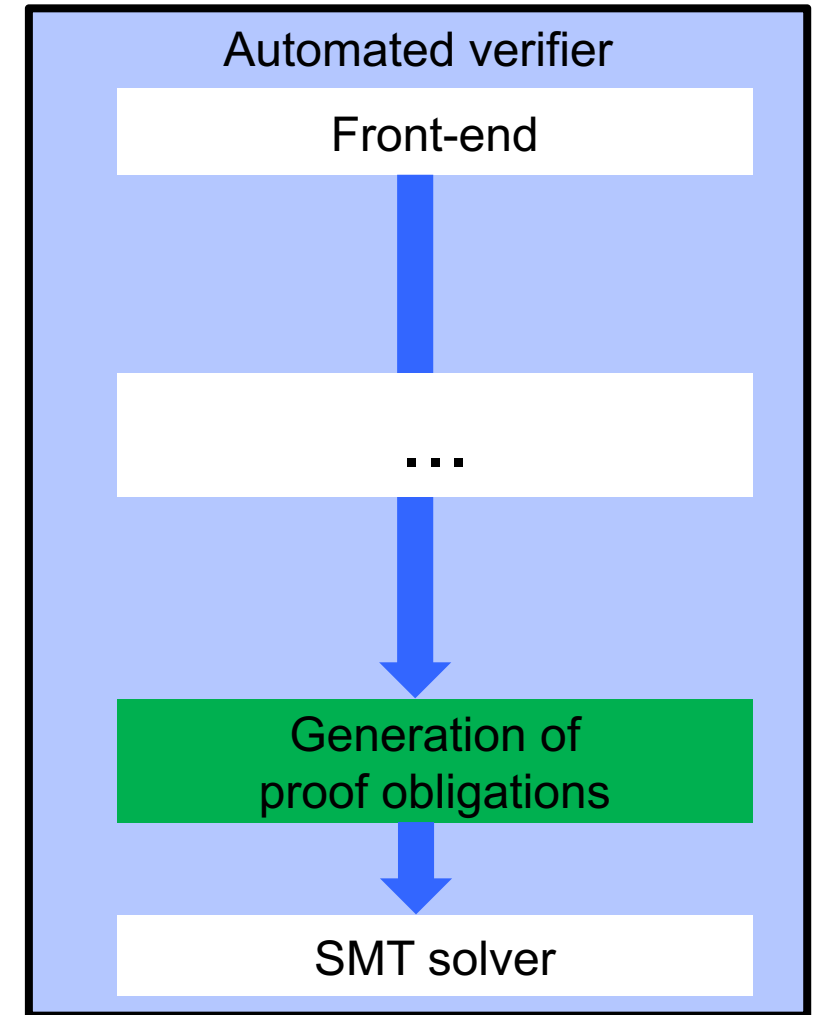 Automated verifier
Front-end
...
Generation of
proof obligations
SMT solver